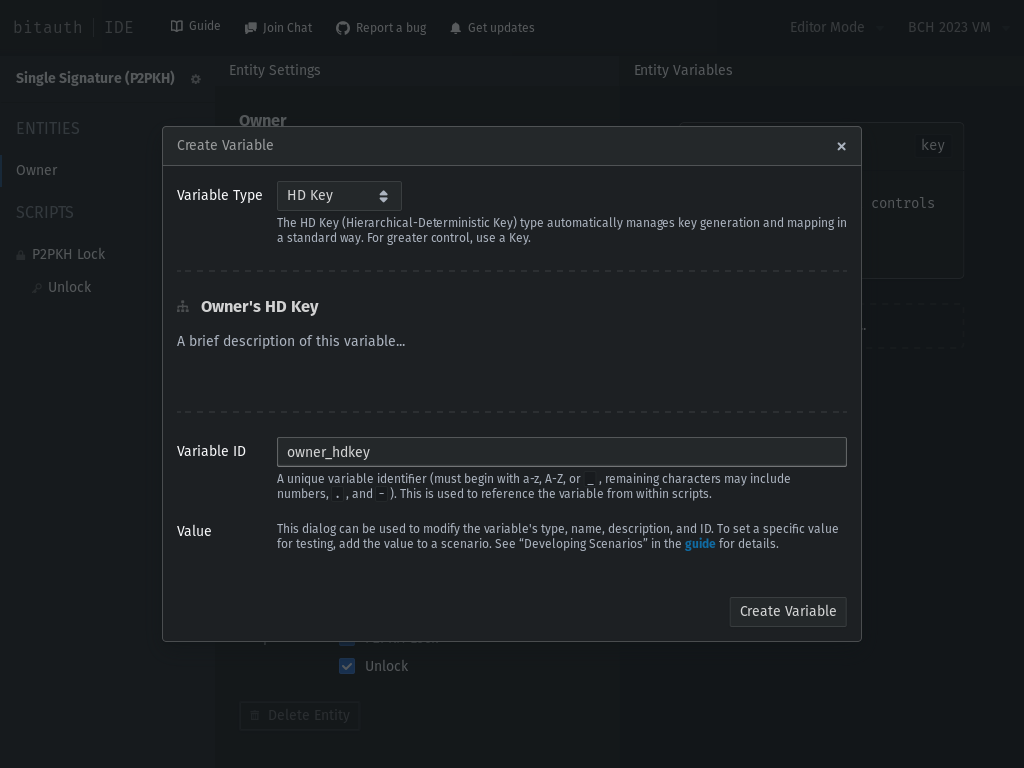 bitauth | IDE
Guide
Join Chat
Report a bug
Get updates
Editor Mode
BCH 2023 VM
Single Signature (P2PKH)
Entity Settings
Entity Variables
ENTITIES
Owner
SCRIPTS
P2PKH Lock
Unlock
Owner
key
controls
Create Variable
Variable Type
HD Key
The HD Key (Hierarchical-Deterministic Key) type automatically manages key generation and mapping in
a standard way. For greater control, use a Key.
Owner's HD Key
A brief description of this variable...
Variable ID
owner_hdkey
A unique variable identifier (must begin with a-z, A-Z, or _ , remaining characters may include
numbers, . , and - ). This is used to reference the variable from within scripts.
Value
This dialog can be used to modify the variable's type, name, description, and ID. To set a specific value
for testing, add the value to a scenario. See “Developing Scenarios” in the guide for details.
Create Variable
Unlock
Delete Entity